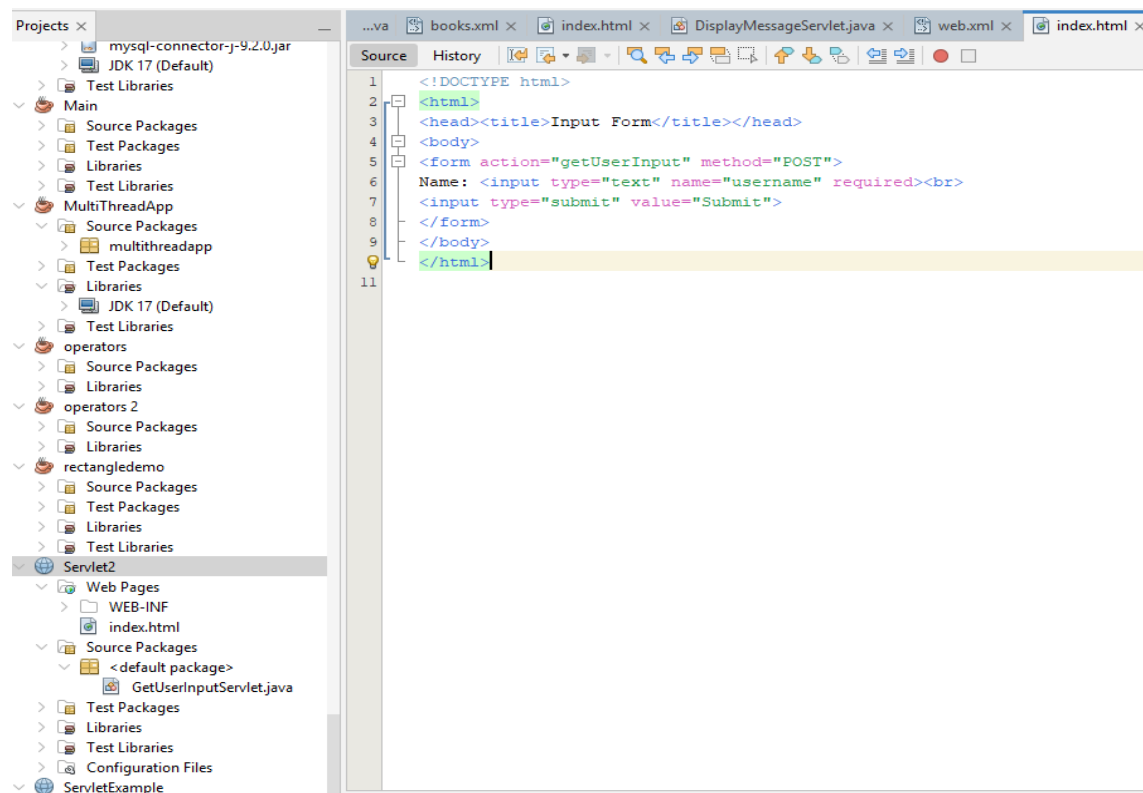 Projects
mysql-connector-j-9.2.0.jar
JDK 17 (Default)
Test Libraries
Main
Source Packages
Test Packages
Libraries
Test Libraries
MultiThreadApp
Source Packages
multithreadapp
Test Packages
Libraries
JDK 17 (Default)
Test Libraries
operators
Source Packages
Libraries
operators 2
Source Packages
Libraries
rectangledemo
Source Packages
Test Packages
Libraries
Test Libraries
Servlet2
Web Pages
WEB-INF
index.html
Source Packages
<default package>
GetUserInputServlet.java
Test Packages
Libraries
Test Libraries
Configuration Files
ServletExample
...va books.xml index.html DisplayMessageServlet.java web.xml index.html
Source History
1 <!DOCTYPE html>
2 <html>
3 <head><title>Input Form</title></head>
4 <body>
5 <form action="getUserInput" method="POST">
6 Name: <input type="text" name="username" required><br>
7 <input type="submit" value="Submit">
8 </form>
9 </body>
</html>
11